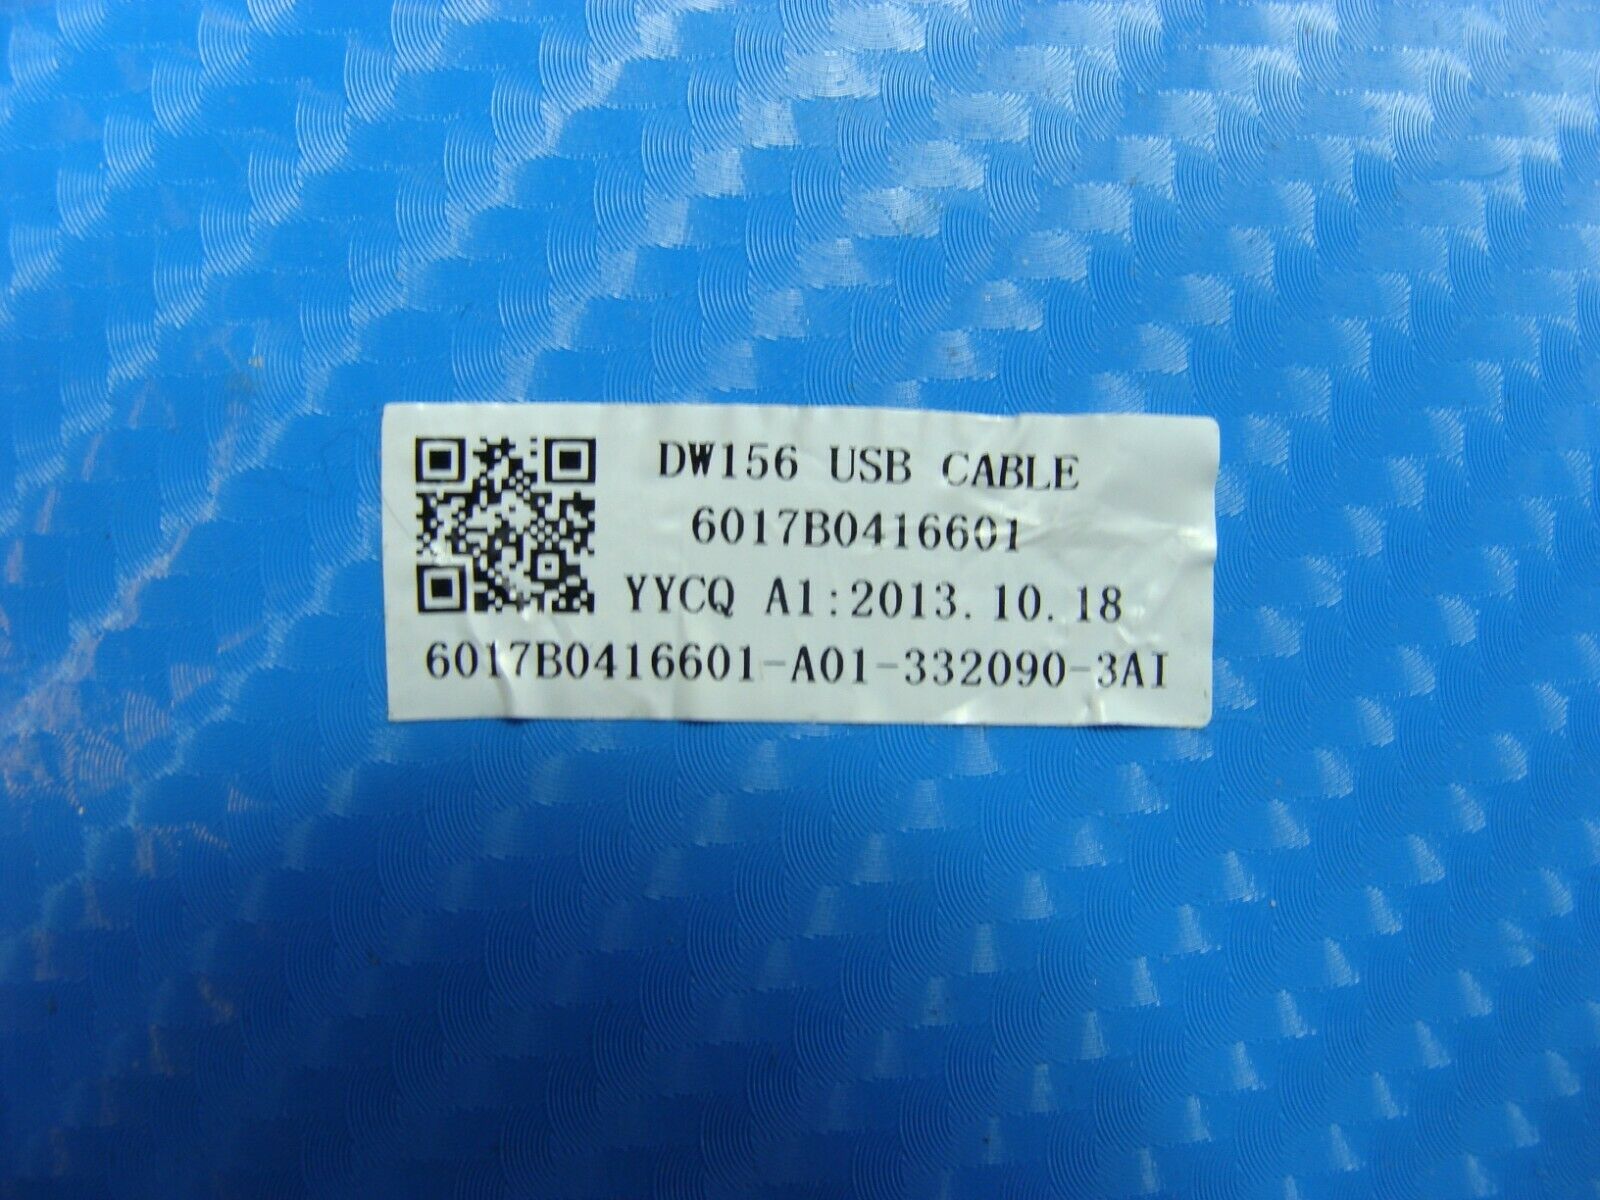 DW156 USB CABLE
6017B0416601
YYCQ A1:2013.10.18
6017B0416601-A01-332090-3AI